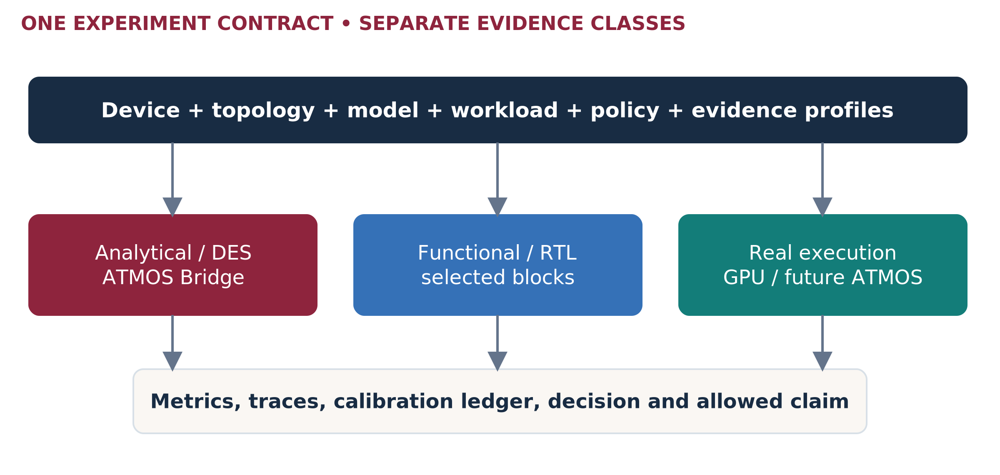 ONE EXPERIMENT CONTRACT • SEPARATE EVIDENCE CLASSES
Device + topology + model + workload + policy + evidence profiles
Analytical / DES
ATMOS Bridge
Functional / RTL
selected blocks
Real execution
GPU / future ATMOS
Metrics, traces, calibration ledger, decision and allowed claim